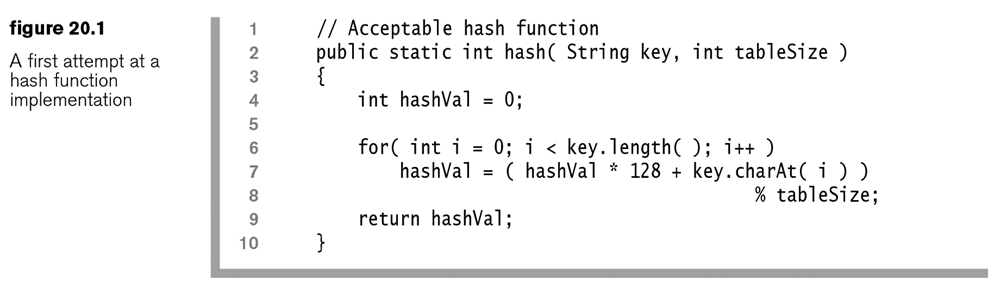 figure 20.1
A first attempt at a
hash function
implementation
1 // Acceptable hash function
2 public static int hash( String key, int tableSize )
3 {
4     int hashVal = 0;
5
6     for( int i = 0; i < key.length( ); i++ )
7        hashVal = ( hashVal * 128 + key.charAt( i ) )
8                                        % tableSize;
9     return hashVal;
10 }